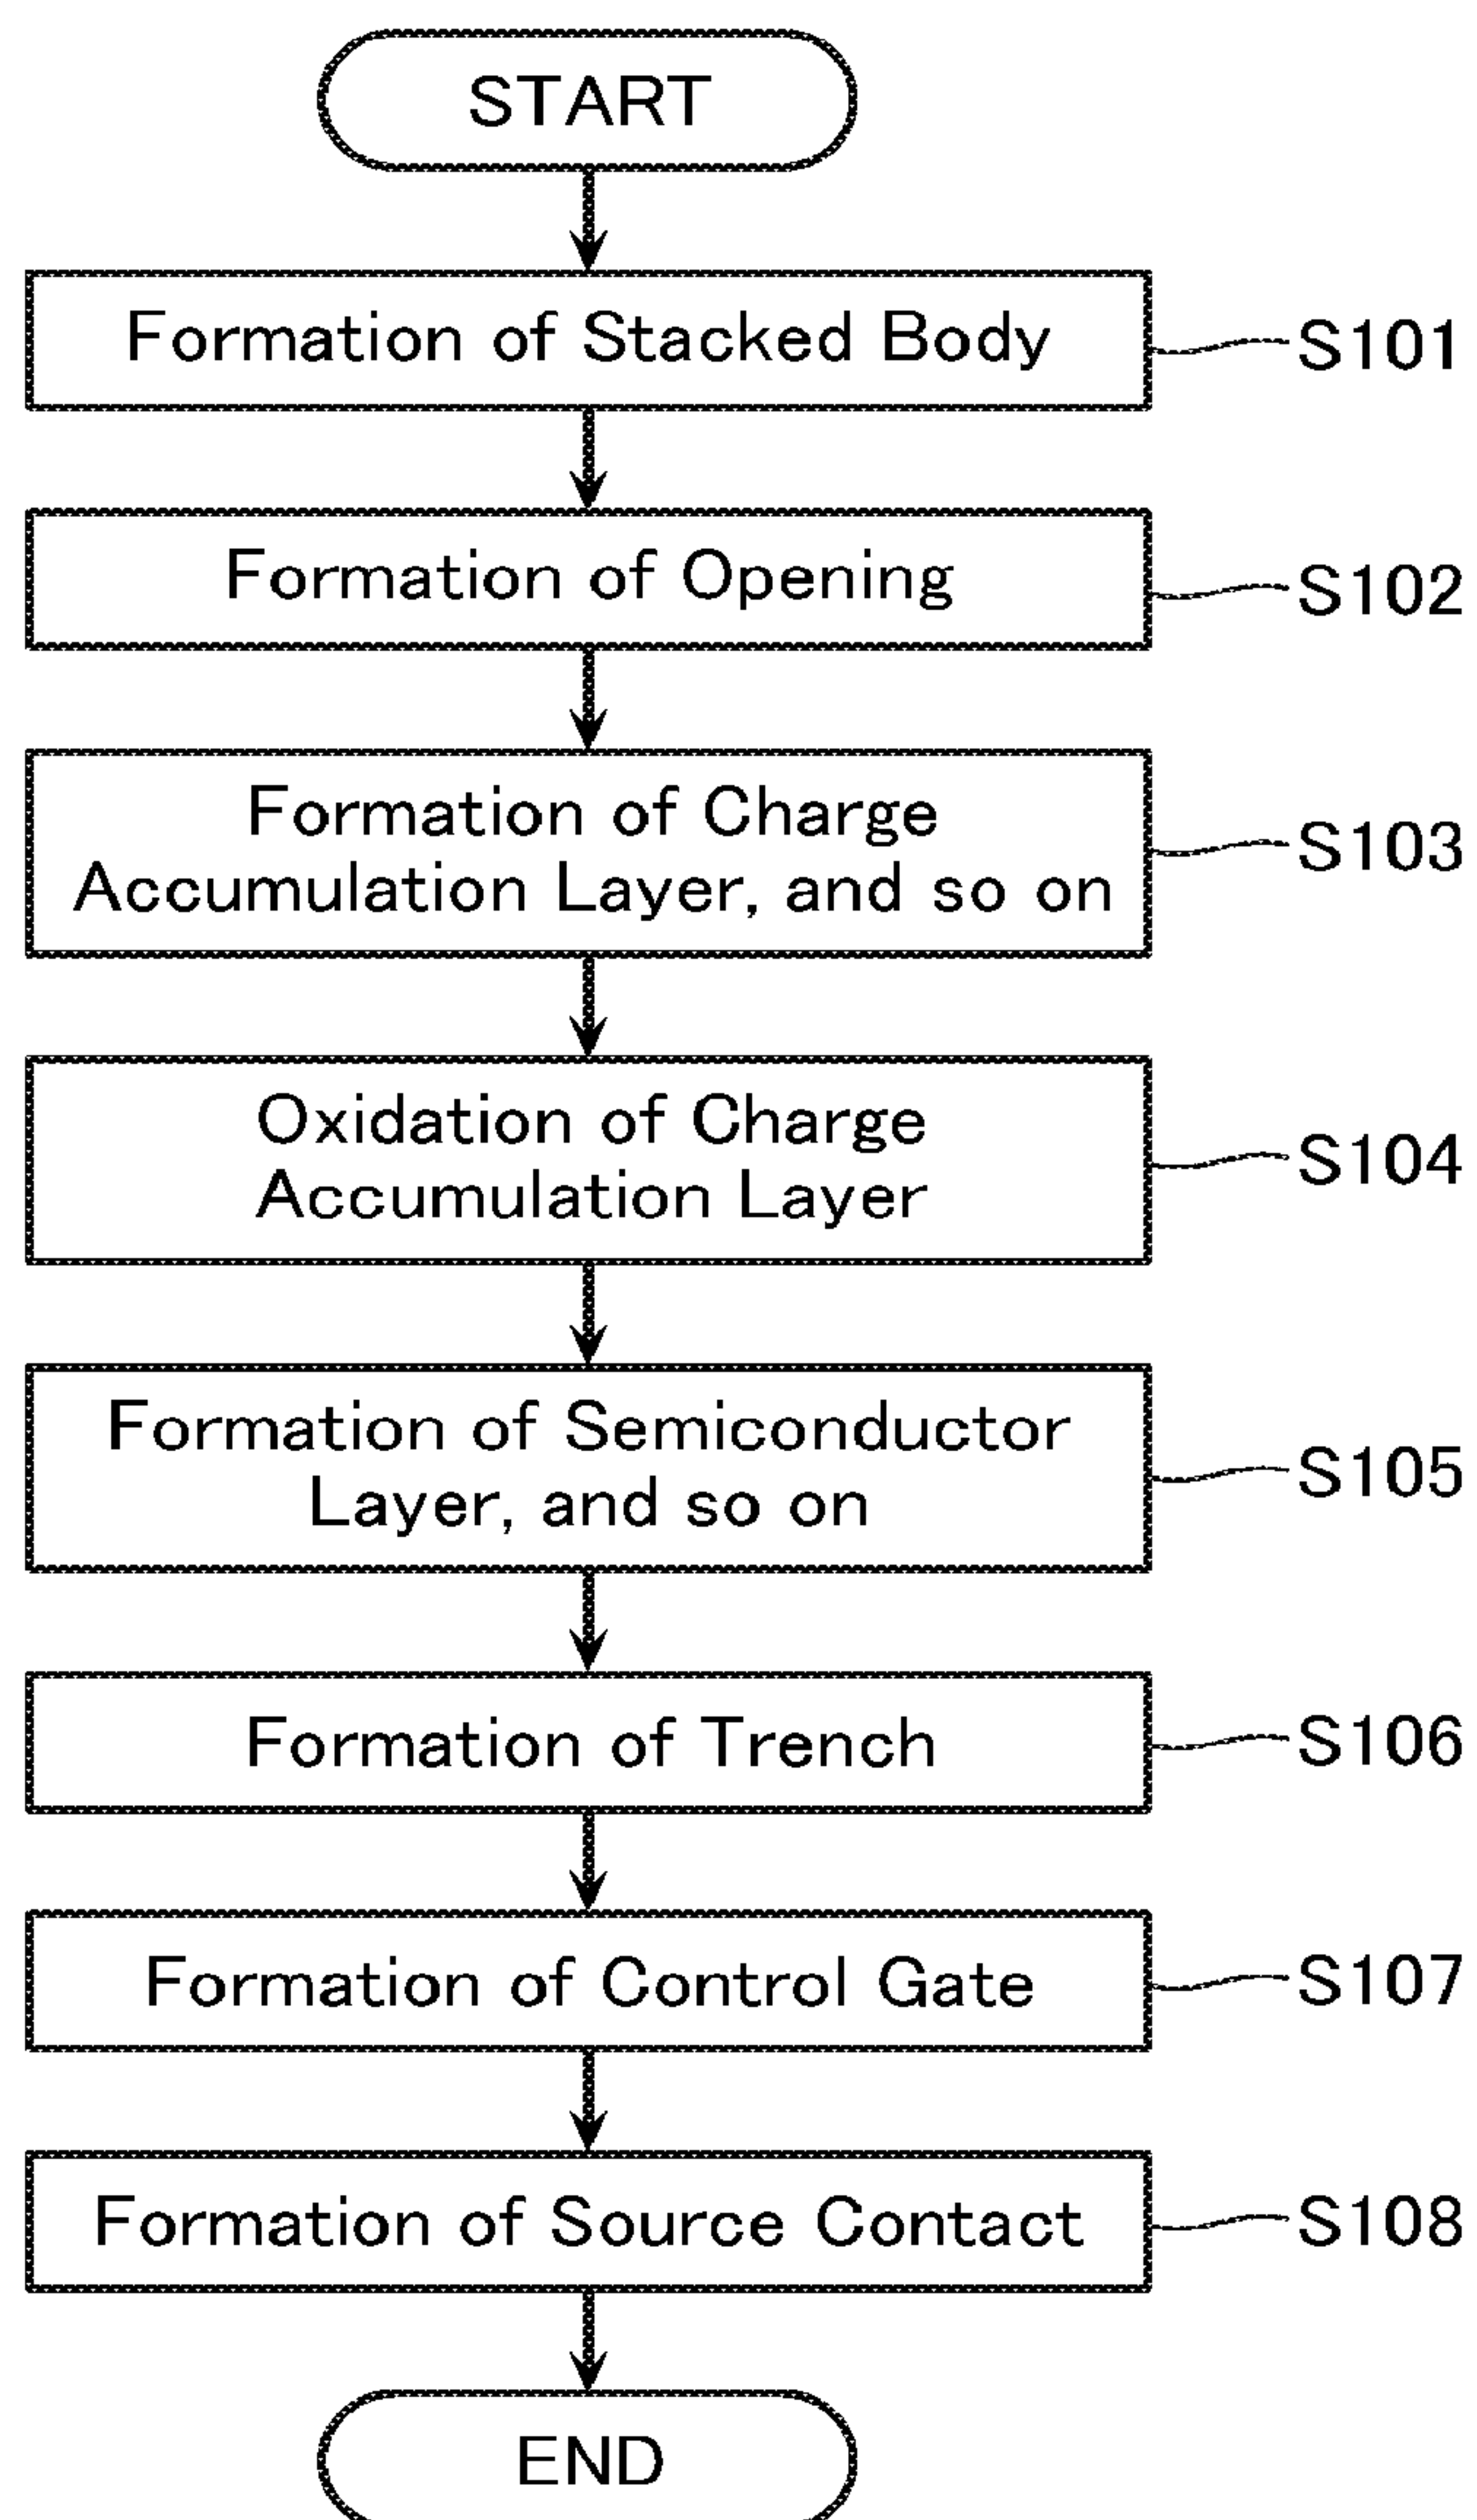 START
Formation of Stacked Body
S101
Formation of Opening
S102
Formation of Charge
Accumulation Layer, and so on
S103
Oxidation of Charge
Accumulation Layer
S104
Formation of Semiconductor
Layer, and so on
S105
Formation of Trench
S106
Formation of Control Gate
S107
Formation of Source Contact
S108
END